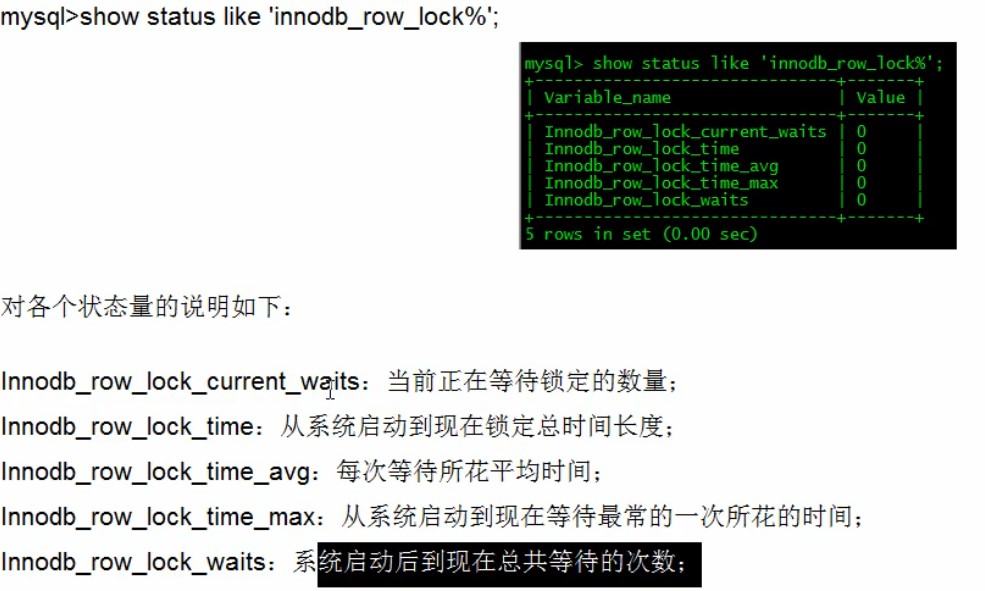 mysql>show status like 'innodb_row_lock%';
mysql> show status like 'innodb_row_lock%';
+-------------------------------+-------+
| Variable_name | Value |
+-------------------------------+-------+
| Innodb_row_lock_current_waits | 0 |
| Innodb_row_lock_time | 0 |
| Innodb_row_lock_time_avg | 0 |
| Innodb_row_lock_time_max | 0 |
| Innodb_row_lock_waits | 0 |
+-------------------------------+-------+
5 rows in set (0.00 sec)
对各个状态量的说明如下：
Innodb_row_lock_current_waits：当前正在等待锁定的数量；
Innodb_row_lock_time：从系统启动到现在锁定总时间长度；
Innodb_row_lock_time_avg：每次等待所花平均时间；
Innodb_row_lock_time_max：从系统启动到现在等待最常的一次所花的时间；
Innodb_row_lock_waits：系统启动后到现在总共等待的次数；